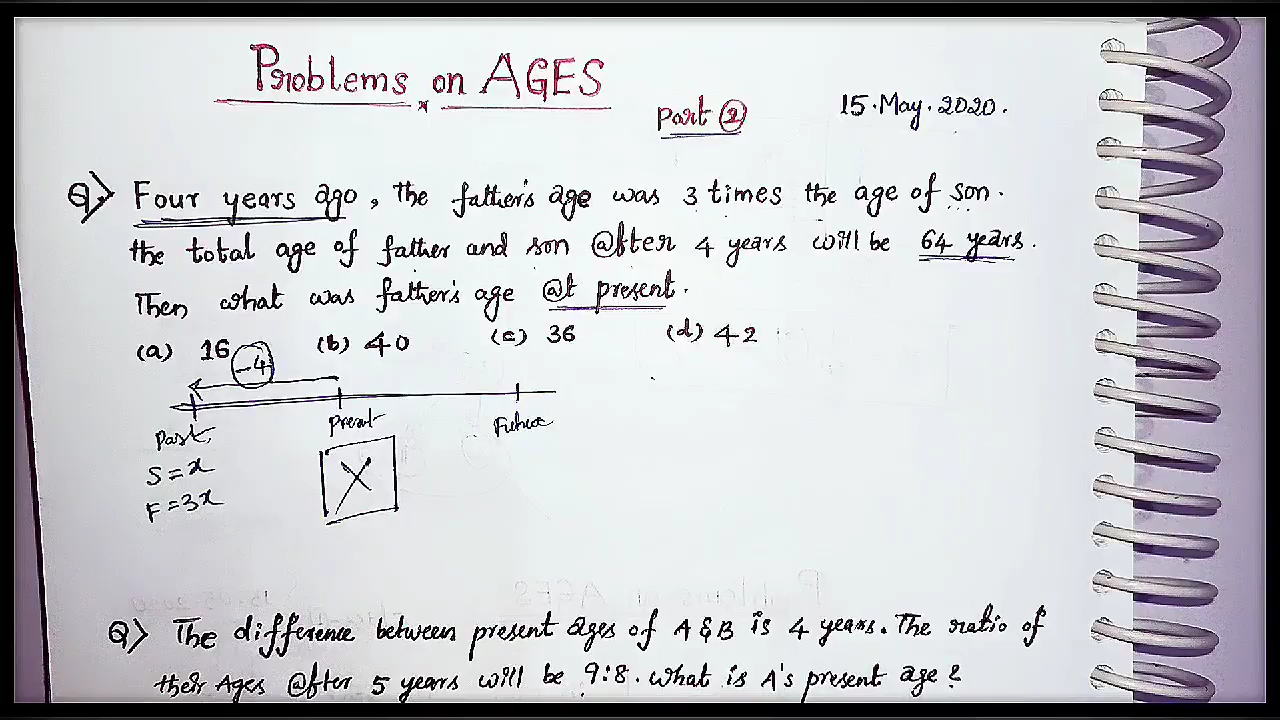 Problems on AGES
Part ②
15.May.2020.
Q> Four years ago, the father's age was 3 times the age of son.
the total age of father and son @fter 4 years will be 64 years.
Then what was father's age @t present.
(a) 16 (b) 40 (c) 36 (d) 42
-4
Past Present Future
S = x
F = 3x
X
Q> The difference between present ages of A & B is 4 years. The ratio of
their Ages @fter 5 years will be 9:8. what is A's present age?